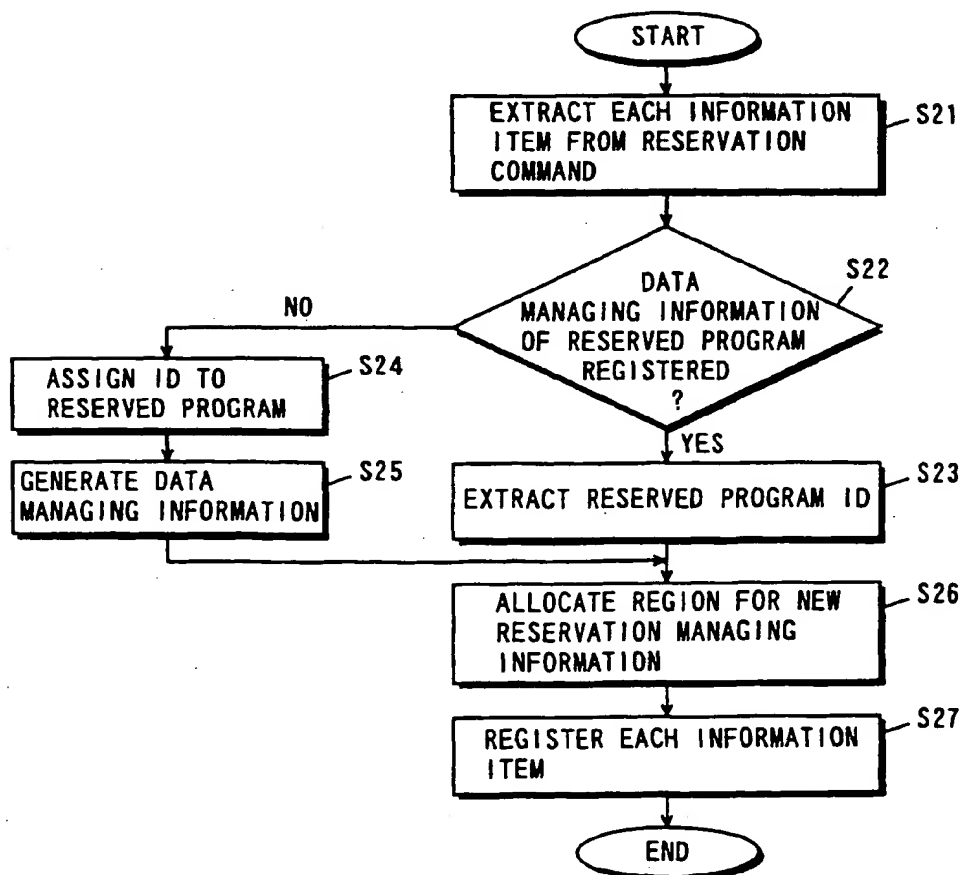 START
EXTRACT EACH INFORMATION
ITEM FROM RESERVATION
COMMAND
S21
DATA
MANAGING INFORMATION
OF RESERVED PROGRAM
REGISTERED
?
S22
NO
YES
ASSIGN ID TO
RESERVED PROGRAM
S24
GENERATE DATA
MANAGING INFORMATION
S25
EXTRACT RESERVED PROGRAM ID
S23
ALLOCATE REGION FOR NEW
RESERVATION MANAGING
INFORMATION
S26
REGISTER EACH INFORMATION
ITEM
S27
END